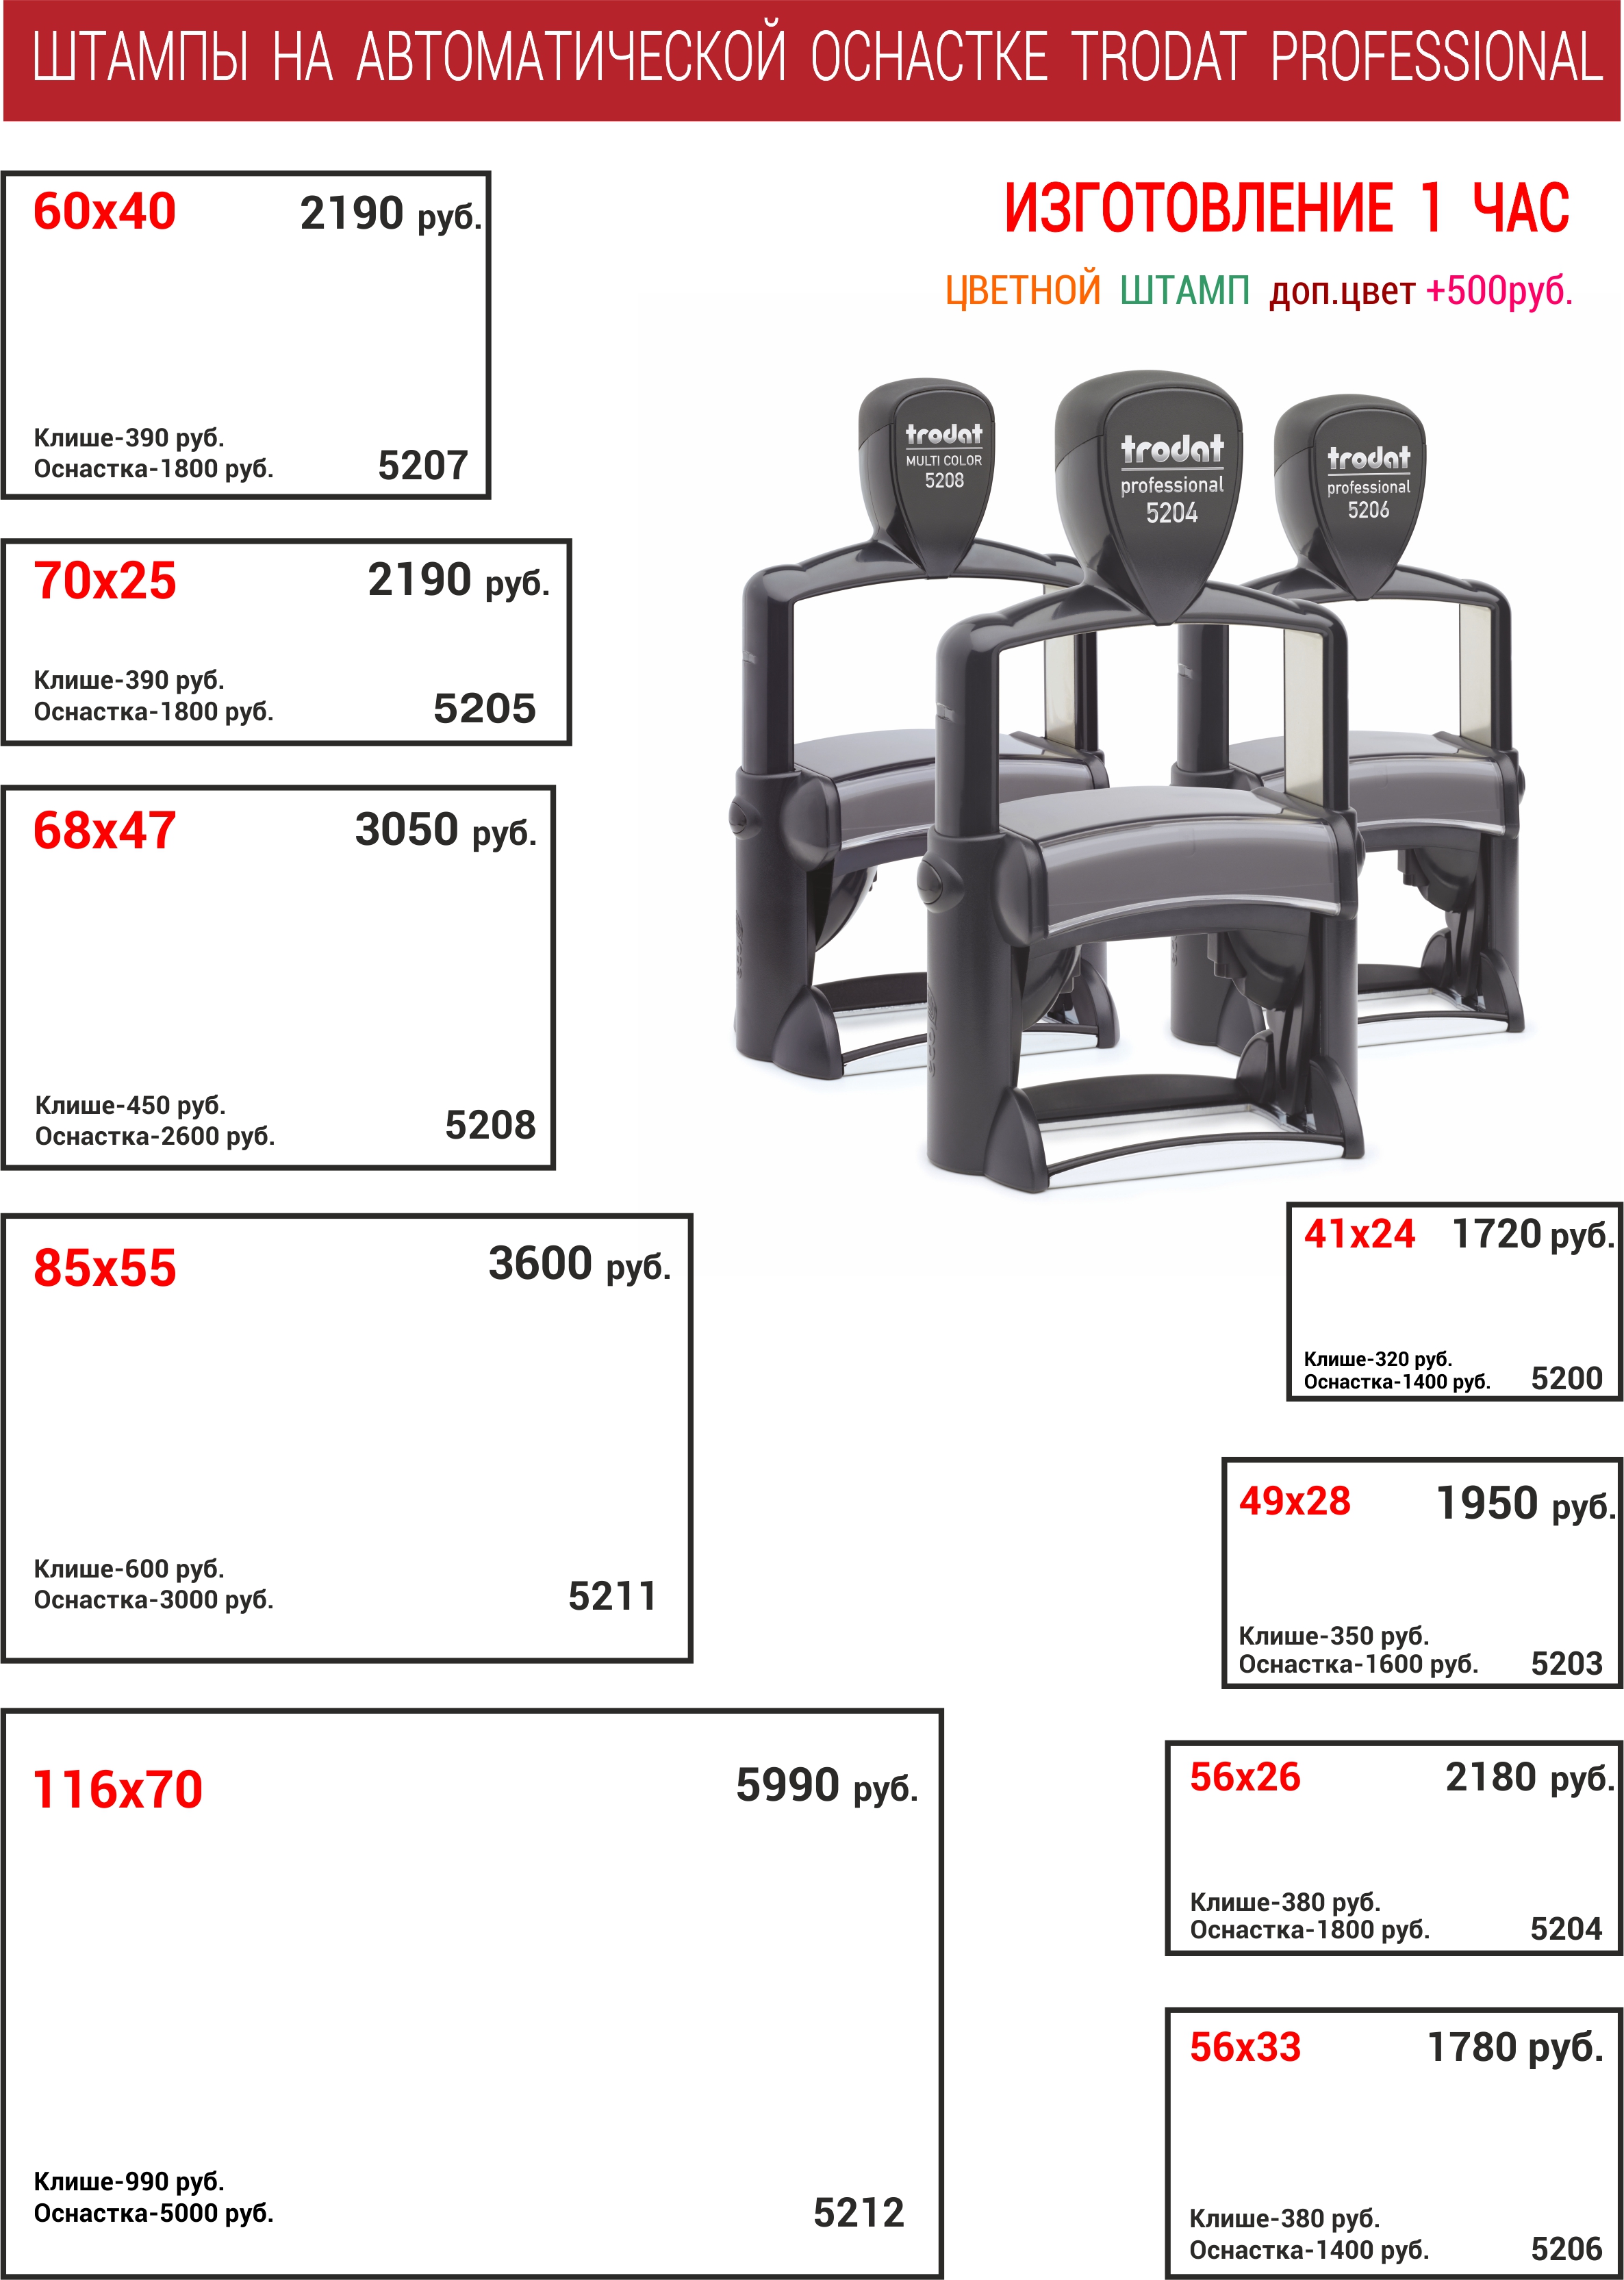 ШТАМПЫ НА АВТОМАТИЧЕСКОЙ ОСНАСТКЕ TRODAT PROFESSIONAL
60x40 2190 руб.
Клише-390 руб.
Оснастка-1800 руб. 5207
ИЗГОТОВЛЕНИЕ 1 ЧАС
ЦВЕТНОЙ ШТАМП доп.цвет +500руб.
trodat
MULTI COLOR
5208
trodat
professional
5204
trodat
professional
5206
70x25 2190 руб.
Клише-390 руб.
Оснастка-1800 руб. 5205
68x47 3050 руб.
Клише-450 руб.
Оснастка-2600 руб. 5208
85x55 3600 руб.
Клише-600 руб.
Оснастка-3000 руб. 5211
116x70 5990 руб.
Клише-990 руб.
Оснастка-5000 руб. 5212
41x24 1720 руб.
Клише-320 руб.
Оснастка-1400 руб. 5200
49x28 1950 руб.
Клише-350 руб.
Оснастка-1600 руб. 5203
56x26 2180 руб.
Клише-380 руб.
Оснастка-1800 руб. 5204
56x33 1780 руб.
Клише-380 руб.
Оснастка-1400 руб. 5206